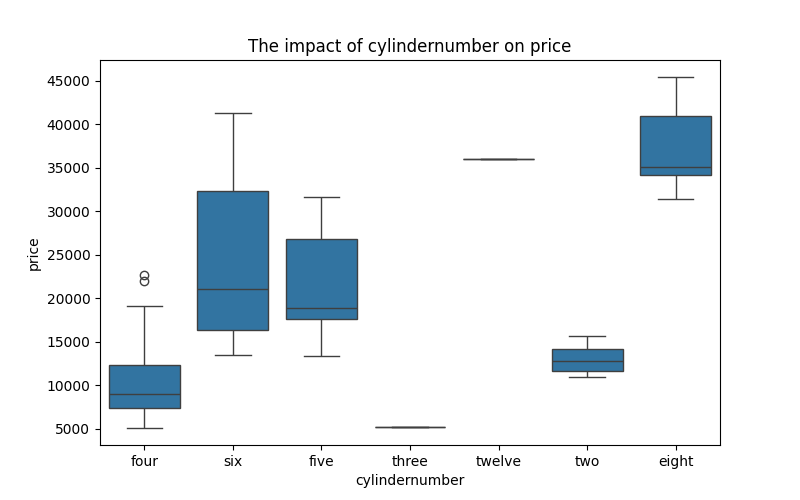 The impact of cylindernumber on price
price
45000
40000
35000
30000
25000
20000
15000
10000
5000
four six five three twelve two eight
cylindernumber